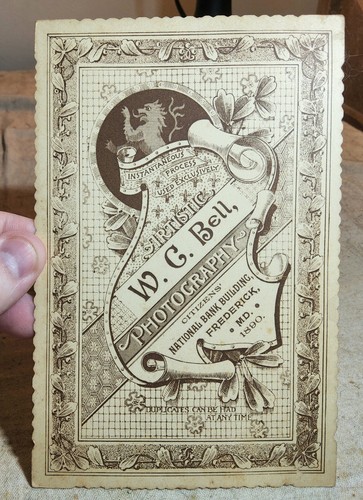 INSTANTANEOUS
PROCESS
USED EXCLUSIVELY
ARTISTIC
W. C. Bell,
PHOTOGRAPHY
CITIZENS'
NATIONAL BANK BUILDING,
FREDERICK,
• MD. •
1890.
DUPLICATES CAN BE HAD
AT ANY TIME